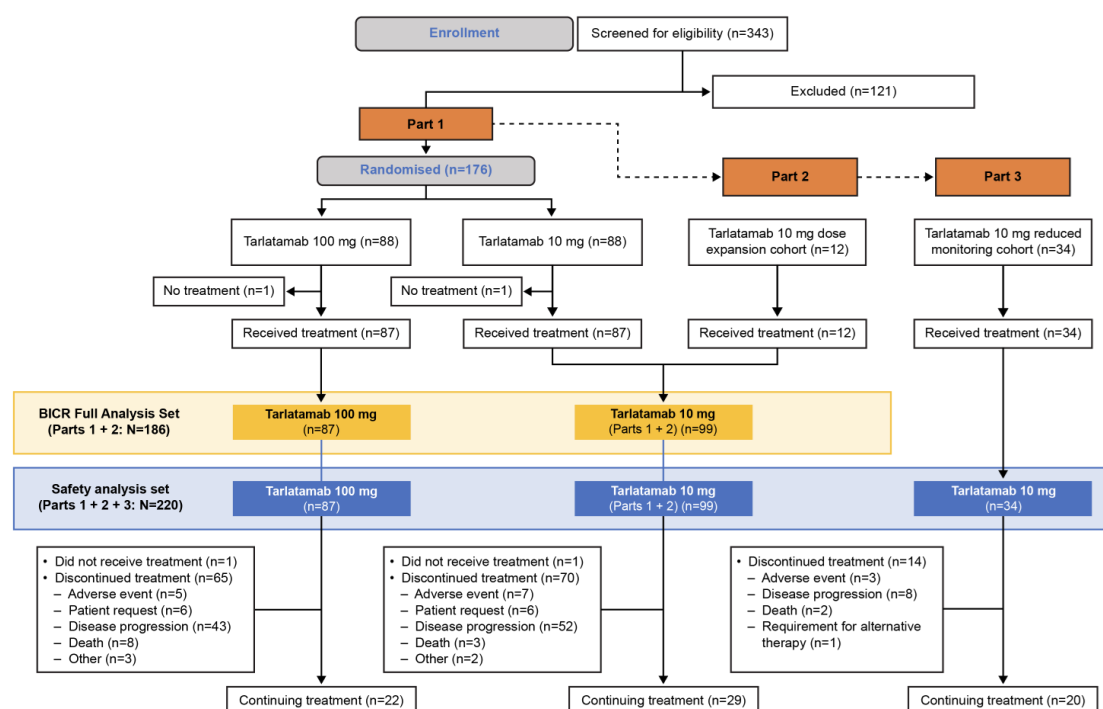 Enrollment
Screened for eligibility (n=343)
Excluded (n=121)
Part 1
Randomised (n=176)
Part 2
Part 3
Tarlatamab 100 mg (n=88)
Tarlatamab 10 mg (n=88)
Tarlatamab 10 mg dose
expansion cohort (n=12)
Tarlatamab 10 mg reduced
monitoring cohort (n=34)
No treatment (n=1)
No treatment (n=1)
Received treatment (n=87)
Received treatment (n=87)
Received treatment (n=12)
Received treatment (n=34)
BICR Full Analysis Set
(Parts 1 + 2: N=186)
Tarlatamab 100 mg
(n=87)
Tarlatamab 10 mg
(Parts 1 + 2) (n=99)
Safety analysis set
(Parts 1 + 2 + 3: N=220)
Tarlatamab 100 mg
(n=87)
Tarlatamab 10 mg
(Parts 1 + 2) (n=99)
Tarlatamab 10 mg
(n=34)
• Did not receive treatment (n=1)
• Discontinued treatment (n=65)
– Adverse event (n=5)
– Patient request (n=6)
– Disease progression (n=43)
– Death (n=8)
– Other (n=3)
• Did not receive treatment (n=1)
• Discontinued treatment (n=70)
– Adverse event (n=7)
– Patient request (n=6)
– Disease progression (n=52)
– Death (n=3)
– Other (n=2)
• Discontinued treatment (n=14)
– Adverse event (n=3)
– Disease progression (n=8)
– Death (n=2)
– Requirement for alternative
therapy (n=1)
Continuing treatment (n=22)
Continuing treatment (n=29)
Continuing treatment (n=20)